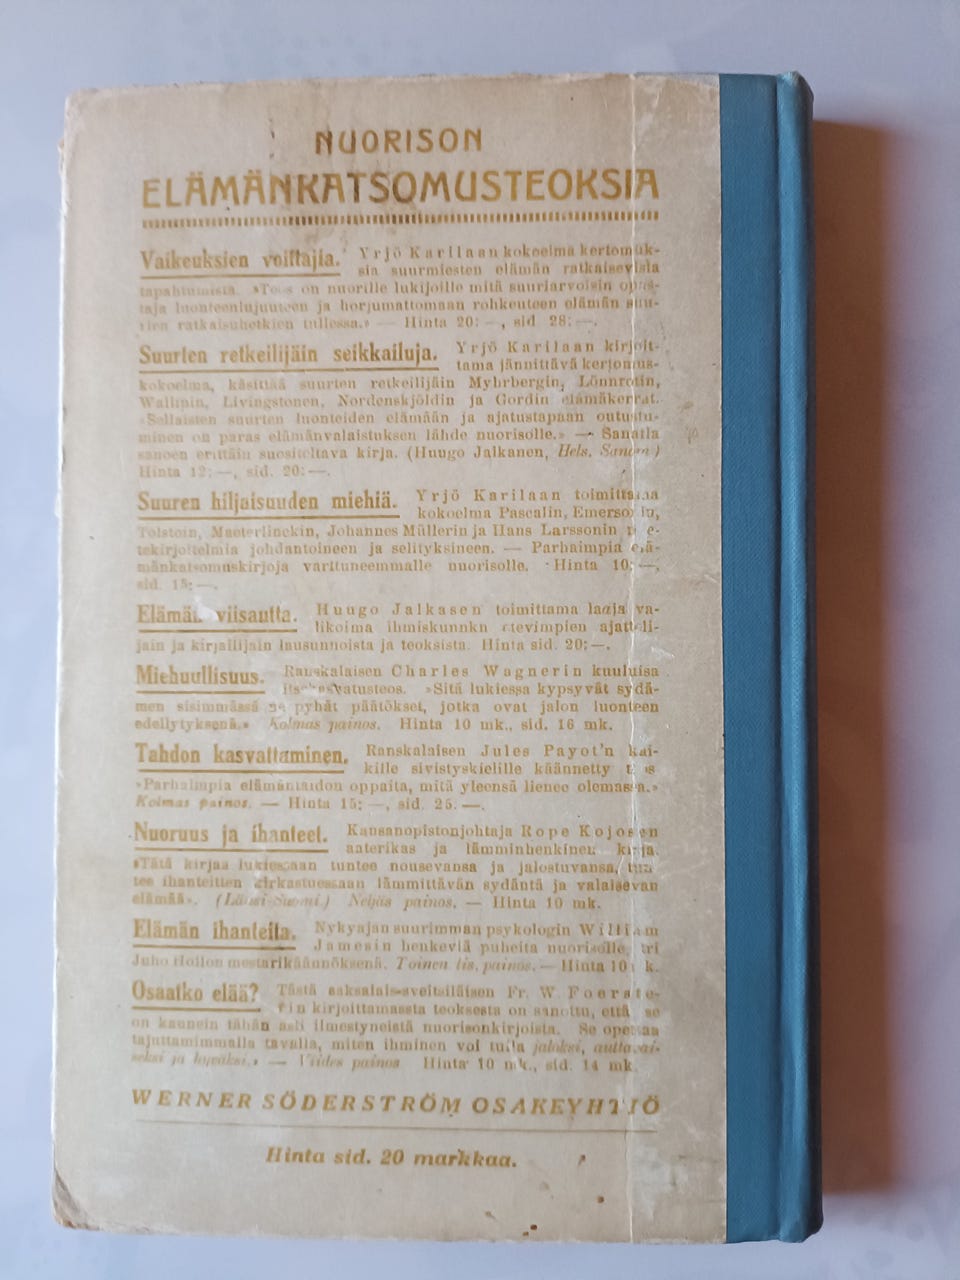 NUORISON
ELÄMÄNKATSOMUSTEOKSIA
Vaikeuksien voittajia. Yrjö Karilaan kokoelma kertomuk-
sia suurmiesten elämän ratkaisevista
tapahtumista. »Teos on nuorille lukijoille mitä suuriarvoisin opas-
taja luonteenlujuuteen ja horjumattomaan rohkeuteen elämän suu-
rten ratkaisuhetkien tullessa.» — Hinta 20: —, sid 28: —.
Suurten retkeilijäin seikkailuja. Yrjö Karilaan kirjoit-
tama jännittävä kertomus-
kokoelma, käsittää suurten retkeilijäin Myhrbergin, Lönnrotin,
Wallinin, Livingstonen, Nordenskjöldin ja Gordin elämäkerrat.
»Sellaisten suurten luonteiden elämään ja ajatustapaan tutustu-
minen on paras elämänvalaistuksen lähde nuorisolle.» — Sanalla
sanoen erittäin suositeltava kirja. (Huugo Jalkanen, Hels. Sanom.)
Hinta 12: —, sid. 20: —.
Suuren hiljaisuuden miehiä. Yrjö Karilaan toimittama
kokoelma Pascalin, Emersonin,
Tolstoin, Maeterlinckin, Johannes Müllerin ja Hans Larssonin
tekirjoitelmia johdantoineen ja selityksineen. — Parhaimpia elä-
mänkatsomuskirjoja varttuneemmalle nuorisolle. Hinta 10: —,
sid. 15: —.
Elämän viisautta. Huugo Jalkasen toimittama laaja va-
likoima ihmiskunnan etevimpien ajatteli-
jain ja kirjailijain lausunnoista ja teoksista. Hinta sid. 20: —.
Miehuullisuus. Ranskalaisen Charles Wagnerin kuuluisa
itsekasvatusteos. »Sitä lukiessa kypsyvät sydä-
men sisimmässä ne pyhät päätökset, jotka ovat jalon luonteen
edellytyksenä.» Kolmas painos. Hinta 10 mk., sid. 16 mk.
Tahdon kasvattaminen. Ranskalaisen Jules Payot'n kai-
kille sivistyskielille käännetty teos
»Parhaimpia elämäntaidon oppaita, mitä yleensä lienee olemassa.»
Kolmas painos. — Hinta 15: —, sid. 25. —.
Nuoruus ja ihanteet. Kansanopistonjohtaja Rope Kojosen
aaterikas ja lämminhenkinen kirja.
»Tätä kirjaa lukiessaan tuntee nousevansa ja jalostuvansa, tun-
tee ihanteitten kirkastuessaan lämmittävän sydäntä ja valaisevan
elämää». (Länsi-Suomi.) Neljäs painos. — Hinta 10 mk.
Elämän ihanteita. Nykyajan suurimman psykologin William
Jamesin henkeviä puheita nuorisolle, tri
Juho Hollon mestarikäännöksenä. Toinen lis. painos. — Hinta 10 k.
Osaatko elää? Tästä saksalais-sveitsiläisen Fr. W. Foerste-
rin kirjoittamasta teoksesta on sanottu, että se
on kaunein tähän asti ilmestyneistä nuorisonkirjoista. Se opettaa
tajuttavimmalla tavalla, miten ihminen voi tulla jaloksi, auttavai-
seksi ja hyväksi.» — Viides painos Hinta 10 mk., sid. 14 mk.
WERNER SÖDERSTRÖM OSAKEYHTIÖ
Hinta sid. 20 markkaa.